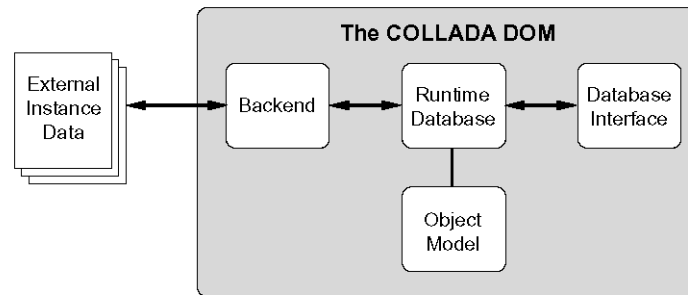 The COLLADA DOM
External
Instance
Data
Backend
Runtime
Database
Database
Interface
Object
Model